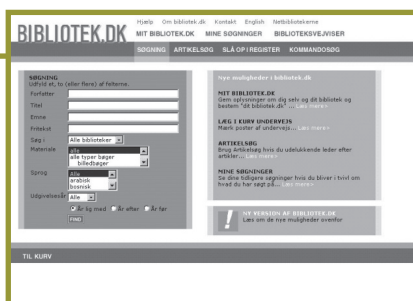 BIBLIOTEK.DK
Hjælp Om bibliotek.dk Kontakt English Netbibliotekerne
MIT BIBLIOTEK.DK MINE SØGNINGER BIBLIOTEKSVEJVISER
SØGNING ARTIKELSØG SLÅ OP I REGISTER KOMMANDOSØG
SØGNING
Udfyld et, to (eller flere) af felterne.
Forfatter
Titel
Emne
Fritekst
Søg i Alle biblioteker
Materiale alle
alle typer bøger
billedbøger
Sprog Alle
arabisk
bosnisk
Udgivelsesår Alle
År lig med År efter År før
FIND
Nye muligheder i bibliotek.dk
MIT BIBLIOTEK.DK
Gem oplysninger om dig selv og dit bibliotek og
bestem "dit bibliotek.dk"... Læs mere>
LÆG I KURV UNDERVEJS
Mærk poster af undervejs... Læs mere>
ARTIKELSØG
Brug Artikelsøg hvis du udelukkende leder efter
artikler... Læs mere>
MINE SØGNINGER
Se dine tidligere søgninger hvis du bliver i tvivl om
hvad du har søgt på... Læs mere>
! NY VERSION AF BIBLIOTEK.DK
Læs om de nye muligheder ovenfor
TIL KURV